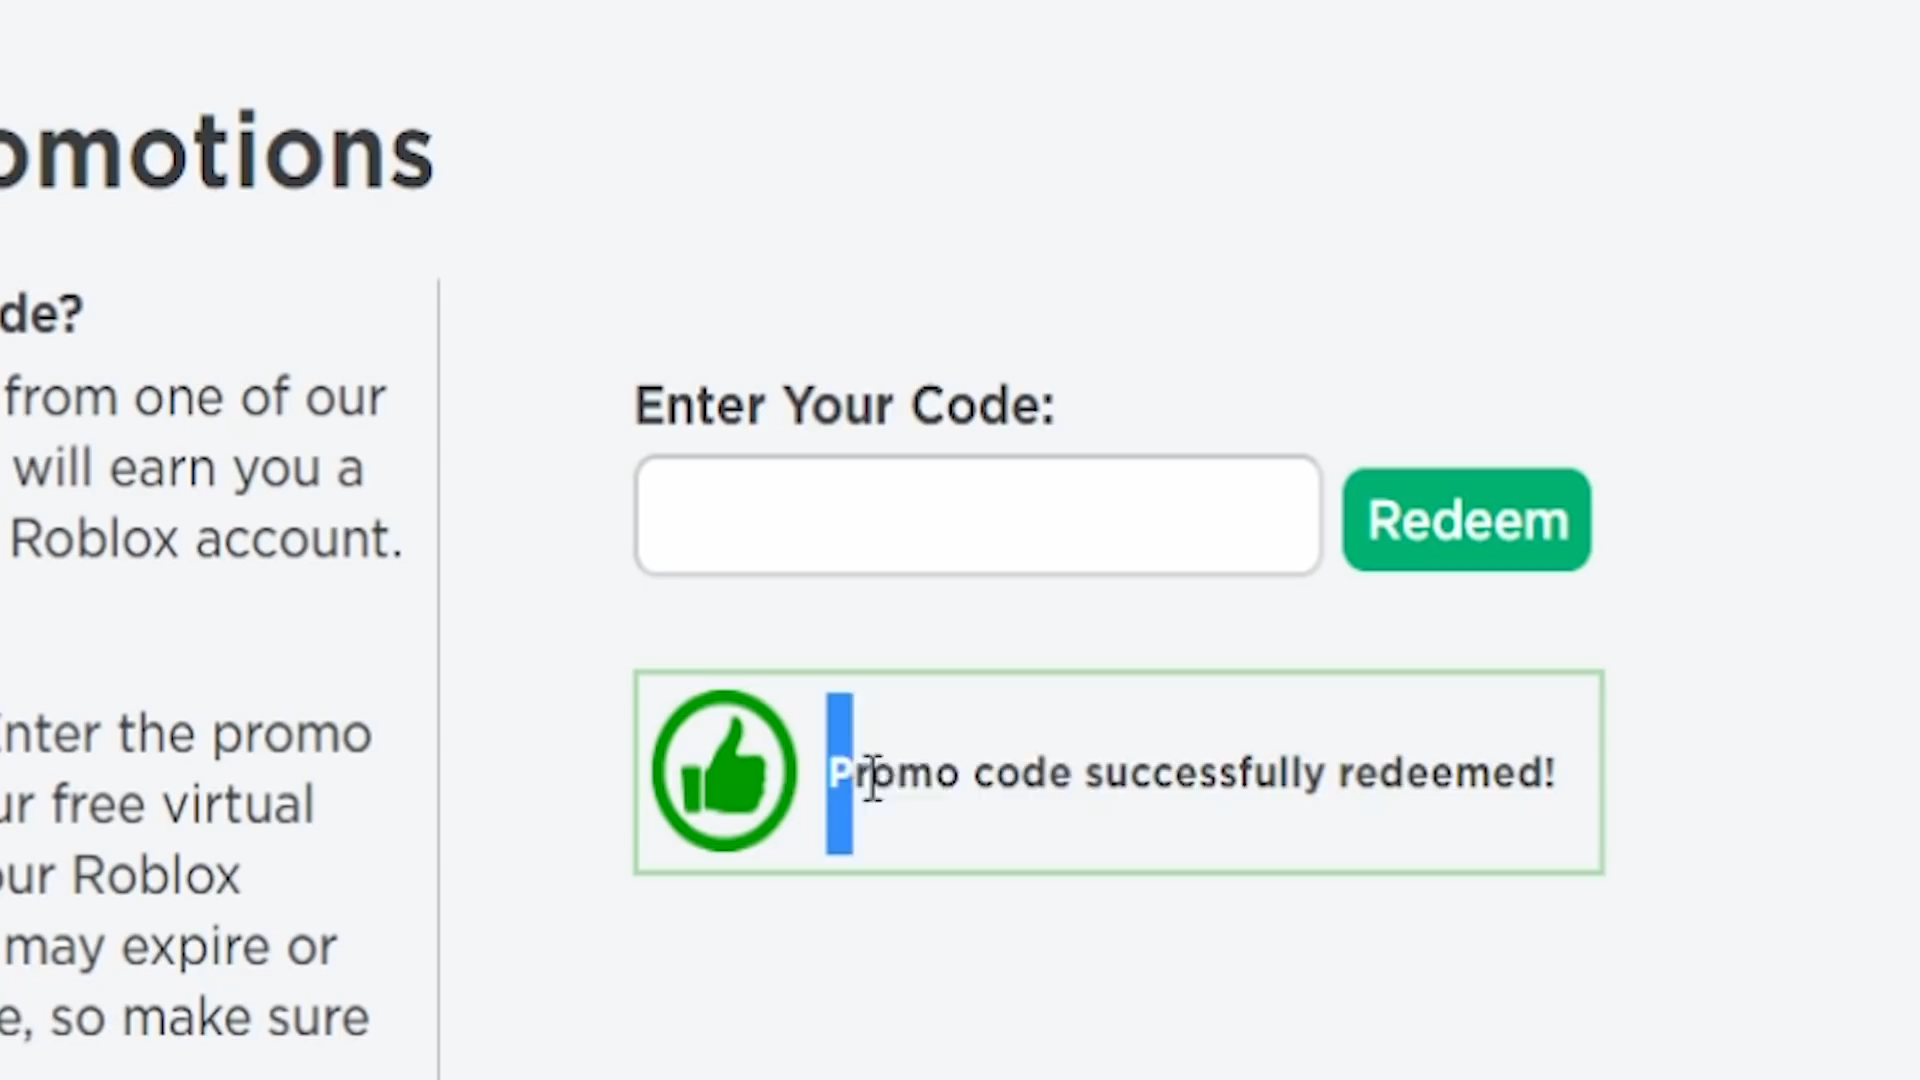 omotions
de?
from one of our
will earn you a
Roblox account.
Enter the promo
ur free virtual
our Roblox
may expire or
e, so make sure
Enter Your Code:
Redeem
Promo code successfully redeemed!